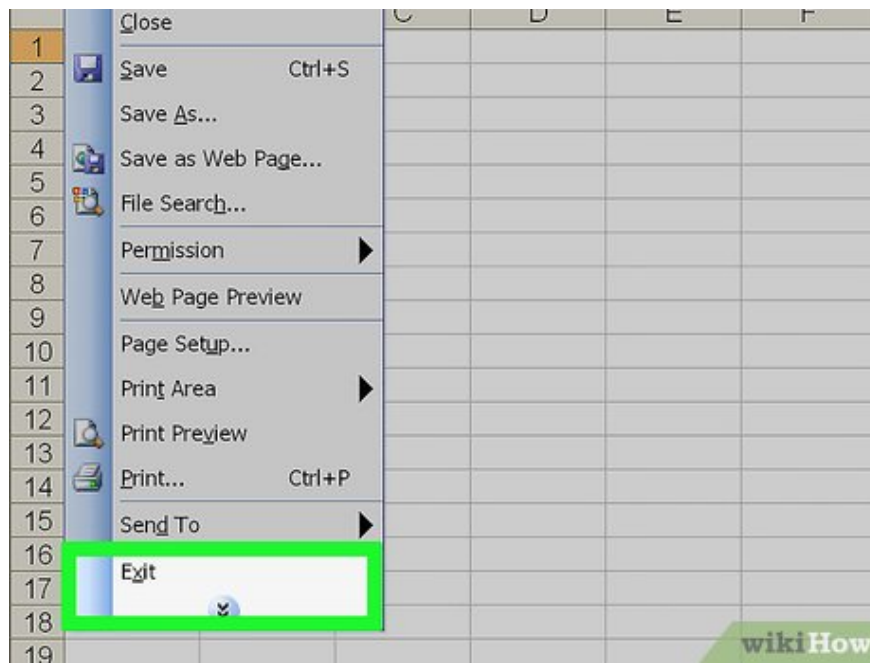 C D E F
Close
1
Save Ctrl+S
2
3 Save As...
4
Save as Web Page...
5
File Search...
6
7 Permission
8
Web Page Preview
9
10 Page Setup...
11 Print Area
12
Print Preview
13
14 Print... Ctrl+P
15 Send To
16
Exit
17
18
19
wikiHow